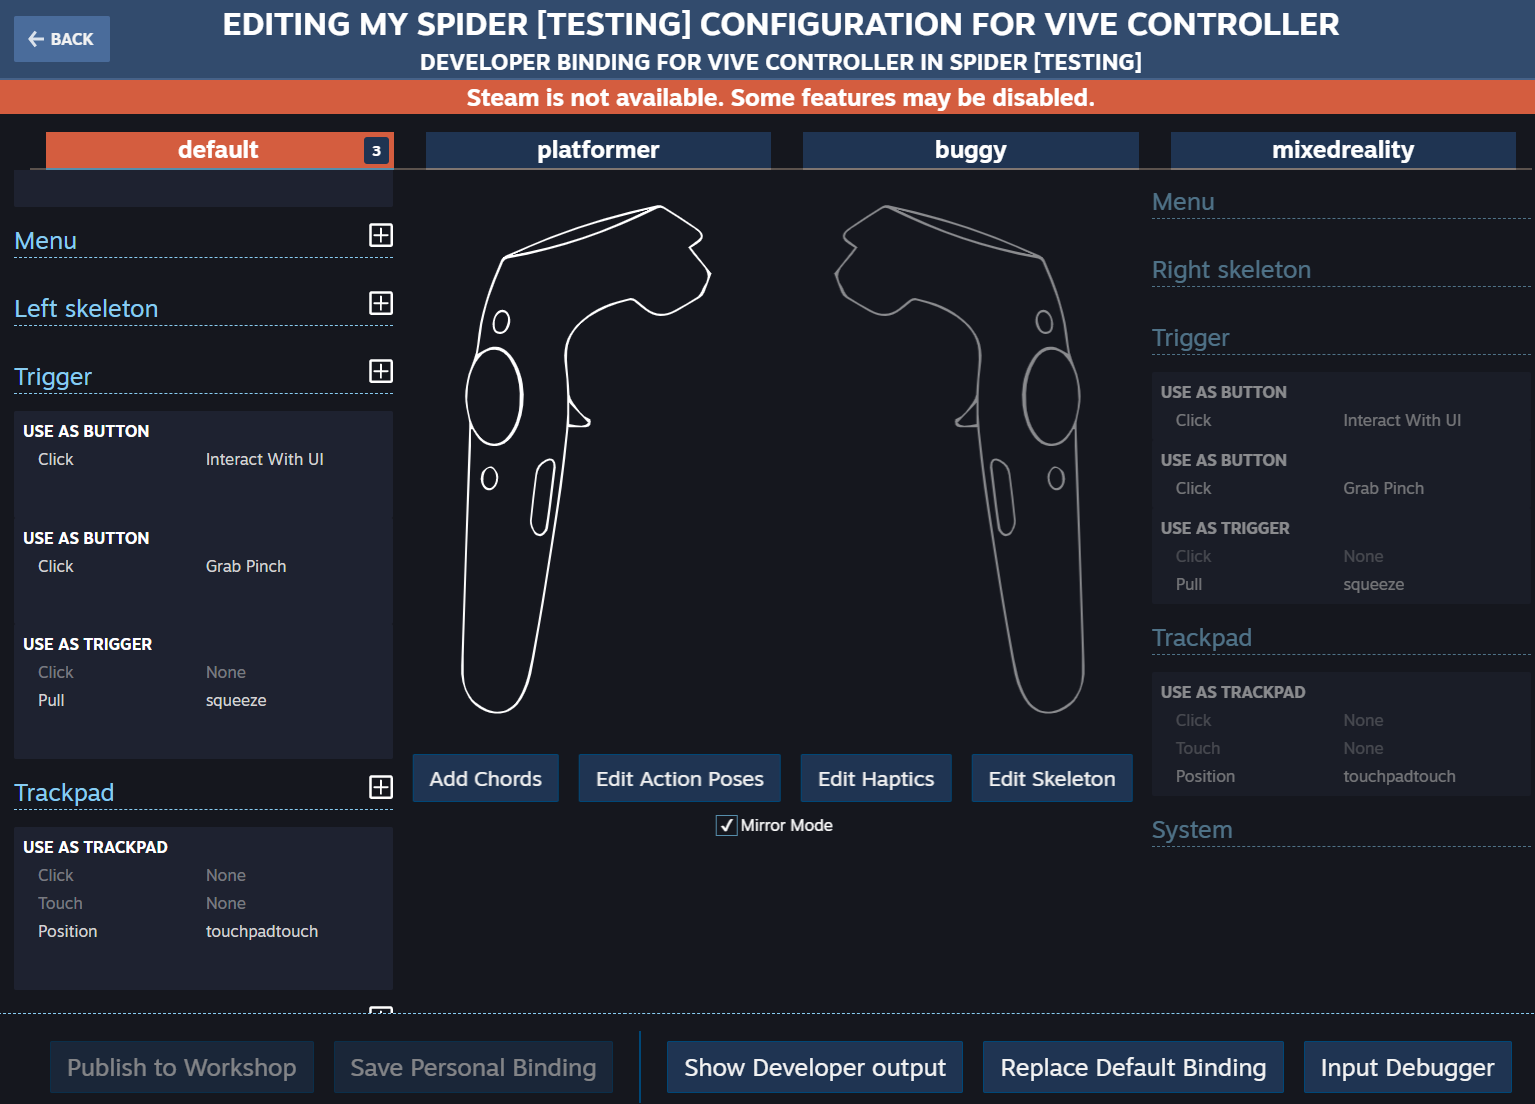 BACK
EDITING MY SPIDER [TESTING] CONFIGURATION FOR VIVE CONTROLLER
DEVELOPER BINDING FOR VIVE CONTROLLER IN SPIDER [TESTING]
Steam is not available. Some features may be disabled.
default 3 platformer buggy mixedreality
Menu
Left skeleton
Trigger
USE AS BUTTON
Click Interact With UI
USE AS BUTTON
Click Grab Pinch
USE AS TRIGGER
Click None
Pull squeeze
Trackpad
USE AS TRACKPAD
Click None
Touch None
Position touchpadtouch
Add Chords Edit Action Poses Edit Haptics Edit Skeleton
Mirror Mode
Menu
Right skeleton
Trigger
USE AS BUTTON
Click Interact With UI
USE AS BUTTON
Click Grab Pinch
USE AS TRIGGER
Click None
Pull squeeze
Trackpad
USE AS TRACKPAD
Click None
Touch None
Position touchpadtouch
System
Publish to Workshop Save Personal Binding Show Developer output Replace Default Binding Input Debugger